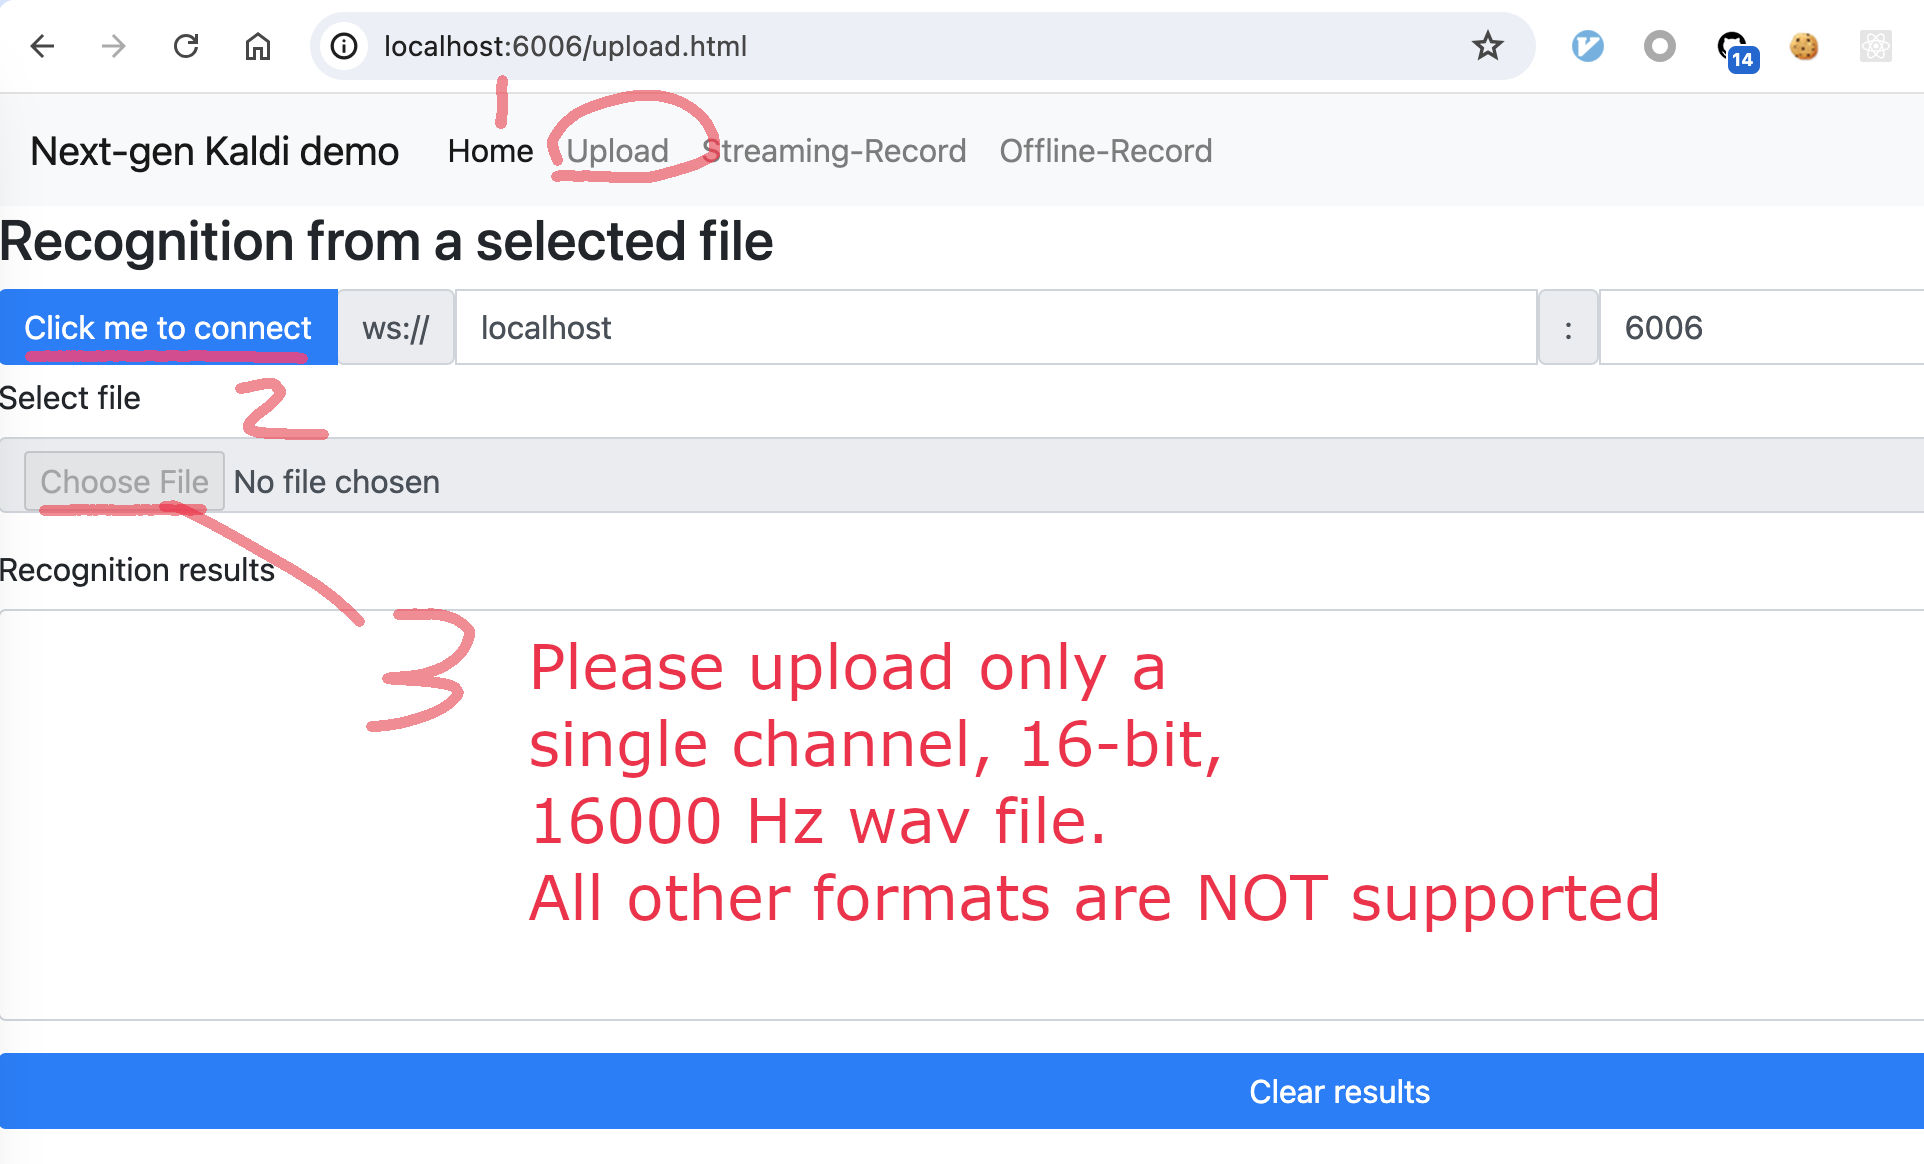 localhost:6006/upload.html
14
1
Next-gen Kaldi demo Home Upload Streaming-Record Offline-Record
Recognition from a selected file
Click me to connect ws:// localhost : 6006
2
Select file
Choose File No file chosen
Recognition results
3
Please upload only a
single channel, 16-bit,
16000 Hz wav file.
All other formats are NOT supported
Clear results